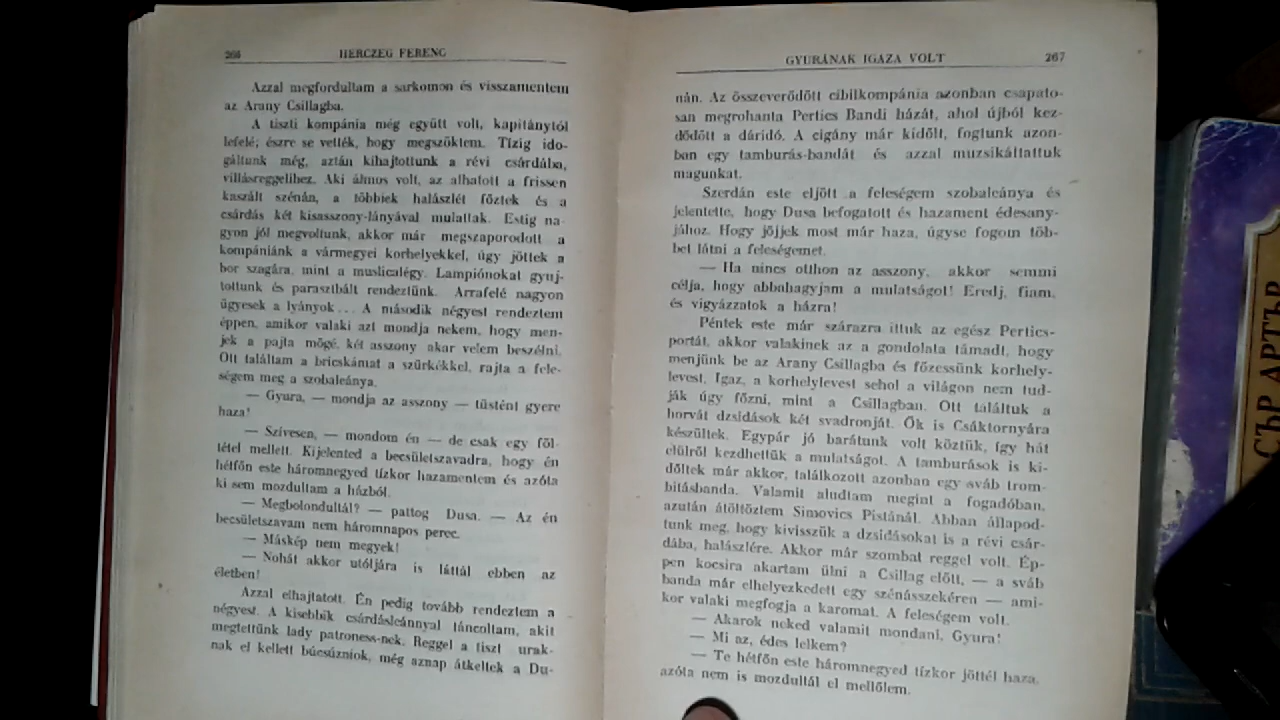 266
HERCZEG FERENC
Azzal megfordultam a sarkomon és visszamentem
az Arany Csillagba.
A tiszti kompánia még együtt volt, kapitánytól
lefelé; észre se vették, hogy megszöktem. Tízig ido-
gáltunk még, aztán kihajtottunk a révi csárdába,
villásreggelihez. Aki álmos volt, az alhatott a frissen
kaszált szénán, a többiek halászlét főztek és a
csárdás két kisasszony-lányával mulattak. Estig na-
gyon jól megvoltunk, akkor már megszaporodott a
kompániánk a vármegyei korhelyekkel, úgy jöttek a
bor szagára, mint a muslicalégy. Lampiónokat gyuj-
tottunk és parasztbált rendeztünk. Arrafelé nagyon
ügyesek a lyányok... A második négyest rendeztem
éppen, amikor valaki azt mondja nekem, hogy men-
jek a pajta mögé, két asszony akar velem beszélni.
Ott találtam a bricskámat a szürkékkel, rajta a fele-
ségem meg a szobaleánya.
— Gyura, — mondja az asszony — tüstént gyere
haza!
— Szívesen, — mondom én — de csak egy föl-
tétel mellett. Kijelented a becsületszavadra, hogy én
hétfőn este háromnegyed tízkor hazamentem és azóta
ki sem mozdultam a házból.
— Megbolondultál? — pattog Dusa. — Az én
becsületszavam nem háromnapos perec.
— Máskép nem megyek!
— Nohát akkor utóljára is láttál ebben az
életben!
Azzal elhajtatott. Én pedig tovább rendeztem a
négyest. A kisebbik csárdásleánnyal táncoltam, akit
megtettünk lady patroness-nek. Reggel a tiszt urak-
nak el kellett búcsúzniok, még aznap átkeltek a Du-
GYURÁNAK IGAZA VOLT
267
nán. Az összeverődött cibilkompánia azonban csapato-
san megrohanta Pertics Bandi házát, ahol újból kez-
dődött a dáridó. A cigány már kidőlt, fogtunk azon-
ban egy tamburás-bandát és azzal muzsikáltattuk
magunkat.
Szerdán este eljött a feleségem szobaleánya és
jelentette, hogy Dusa befogatott és hazament édesany-
jához. Hogy jőjjek most már haza, úgyse fogom töb-
bet látni a feleségemet.
— Ha nincs otthon az asszony, akkor semmi
célja, hogy abbahagyjam a mulatságot! Eredj, fiam,
és vigyázzatok a házra!
Péntek este már szárazra ittuk az egész Pertics-
portát, akkor valakinek az a gondolata támadt, hogy
menjünk be az Arany Csillagba és főzessünk korhely-
levest. Igaz, a korhelylevest sehol a világon nem tud-
ják úgy főzni, mint a Csillagban. Ott találtuk a
horvát dzsidások két svadronját. Ők is Csáktornyára
készültek. Egypár jó barátunk volt köztük, így hát
elülről kezdhettük a mulatságot. A tamburások is ki-
dőltek már akkor, találkozott azonban egy sváb trom-
bitásbanda. Valamit aludtam megint a fogadóban,
azután átöltöztem Simovics Pistánál. Abban állapod-
tunk meg, hogy kivisszük a dzsidásokat is a révi csár-
dába, halászlére. Akkor már szombat reggel volt. Ép-
pen kocsira akartam ülni a Csillag előtt, — a sváb
banda már elhelyezkedett egy szénásszekéren — ami-
kor valaki megfogja a karomat. A feleségem volt.
— Akarok neked valamit mondani, Gyura!
— Mi az, édes lelkem?
— Te hétfőn este háromnegyed tízkor jöttél haza,
azóta nem is mozdultál el mellőlem.
СЪР АРТЪР